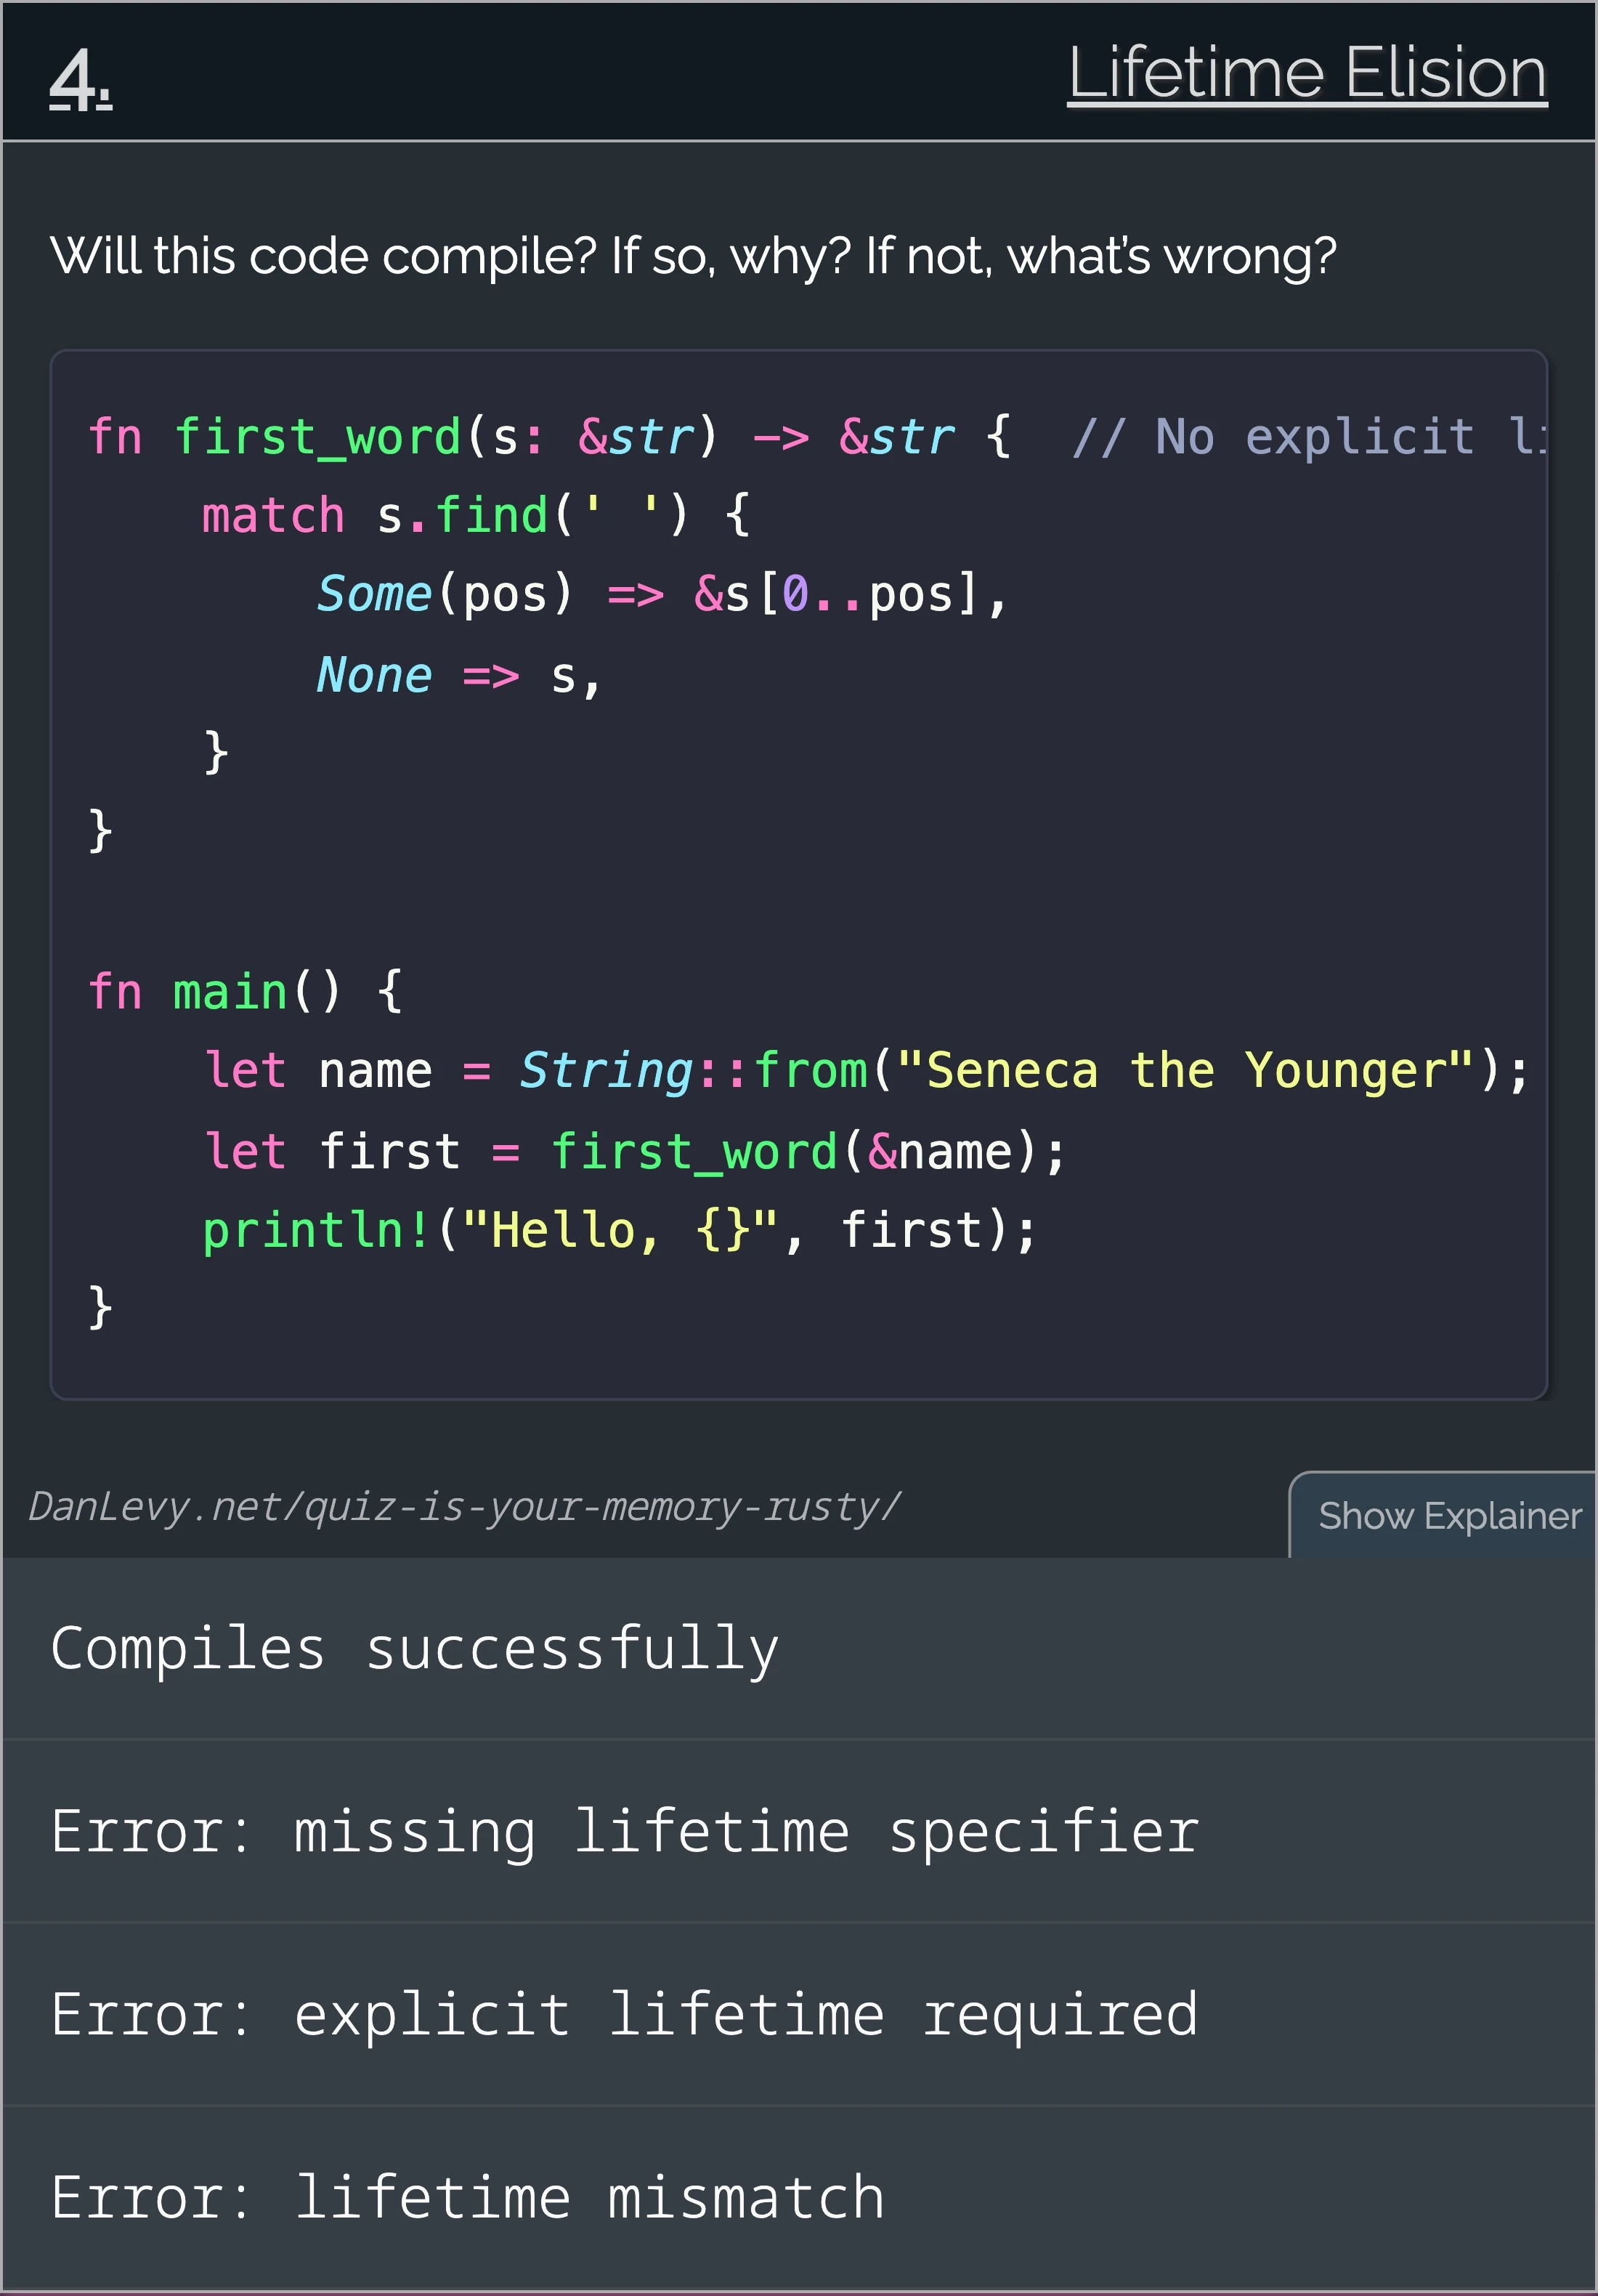 4.
Lifetime Elision
Will this code compile? If so, why? If not, what's wrong?
fn first_word(s: &str) -> &str {  // No explicit
    match s.find(' ') {
        Some(pos) => &s[0..pos],
        None => s,
    }
}
fn main() {
    let name = String::from("Seneca the Younger");
    let first = first_word(&name);
    println!("Hello, {}", first);
}
DanLevy.net/quiz-is-your-memory-rusty/
Show Explainer
Compiles successfully
Error: missing lifetime specifier
Error: explicit lifetime required
Error: lifetime mismatch